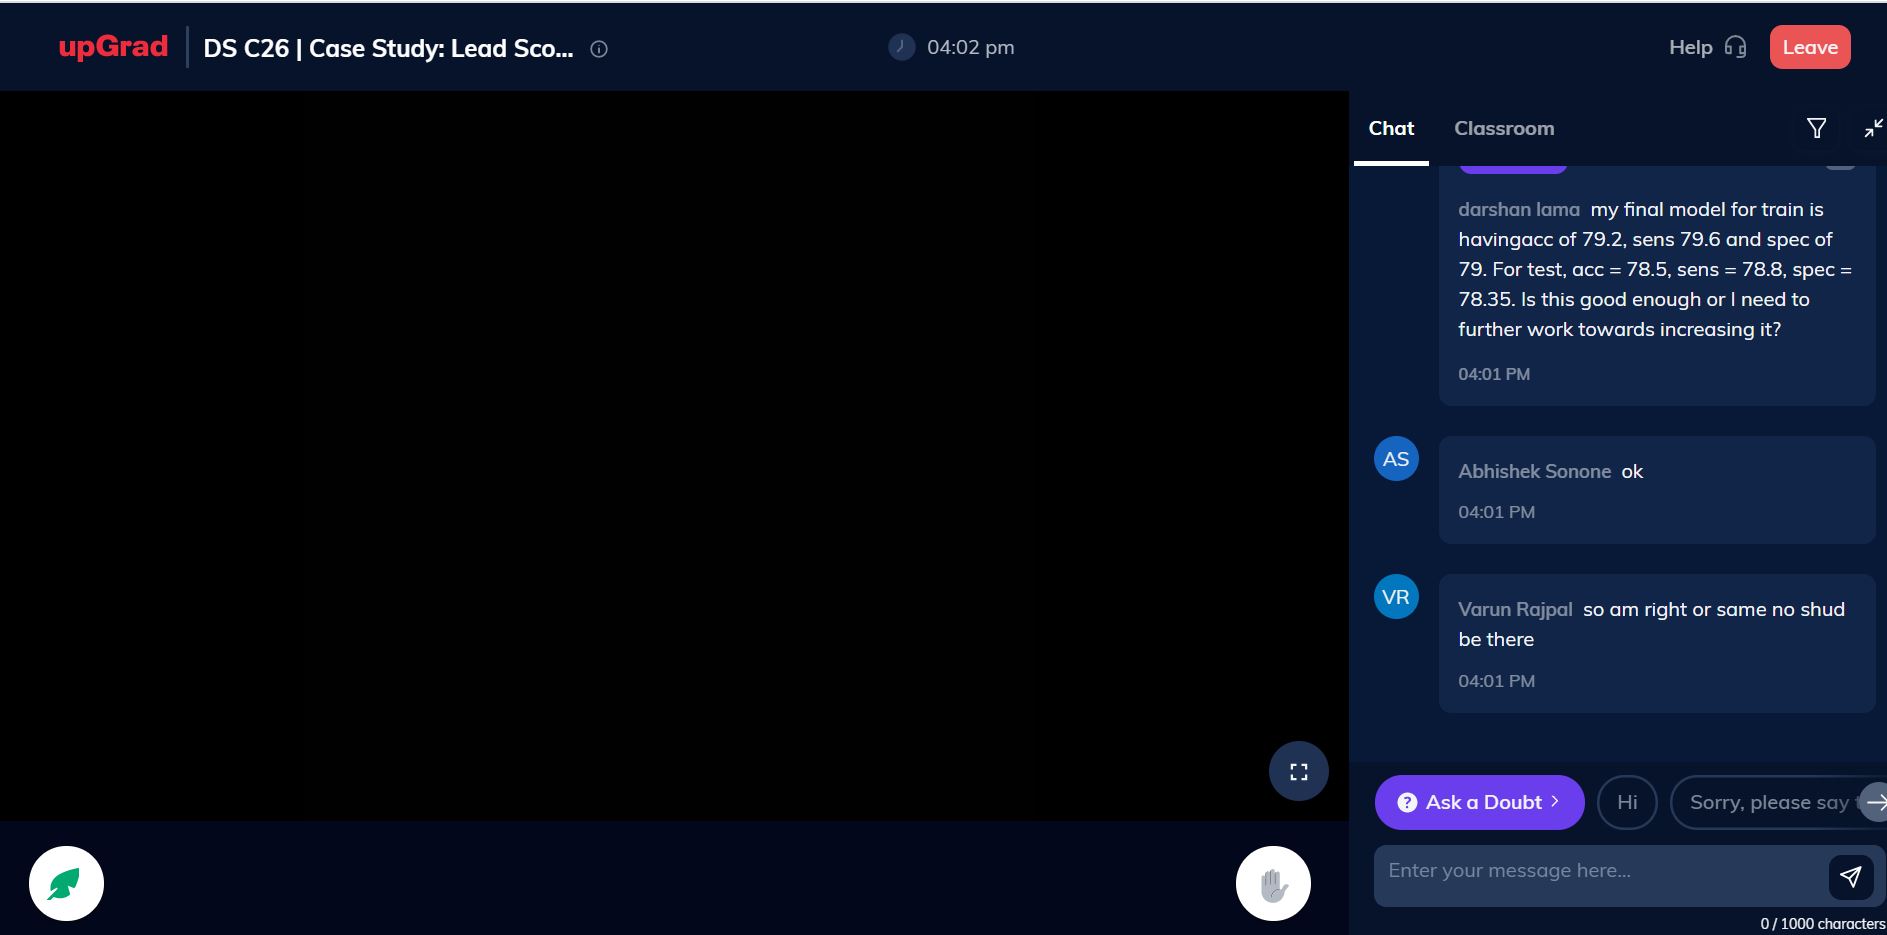 upGrad
DS C26 | Case Study: Lead Sco...
04:02 pm
Help
Leave
Chat
Classroom
darshan lama my final model for train is
havingacc of 79.2, sens 79.6 and spec of
79. For test, acc = 78.5, sens = 78.8, spec =
78.35. Is this good enough or I need to
further work towards increasing it?
04:01 PM
AS
Abhishek Sonone ok
04:01 PM
VR
Varun Rajpal so am right or same no shud
be there
04:01 PM
? Ask a Doubt >
Hi
Sorry, please say t
Enter your message here...
0 / 1000 characters